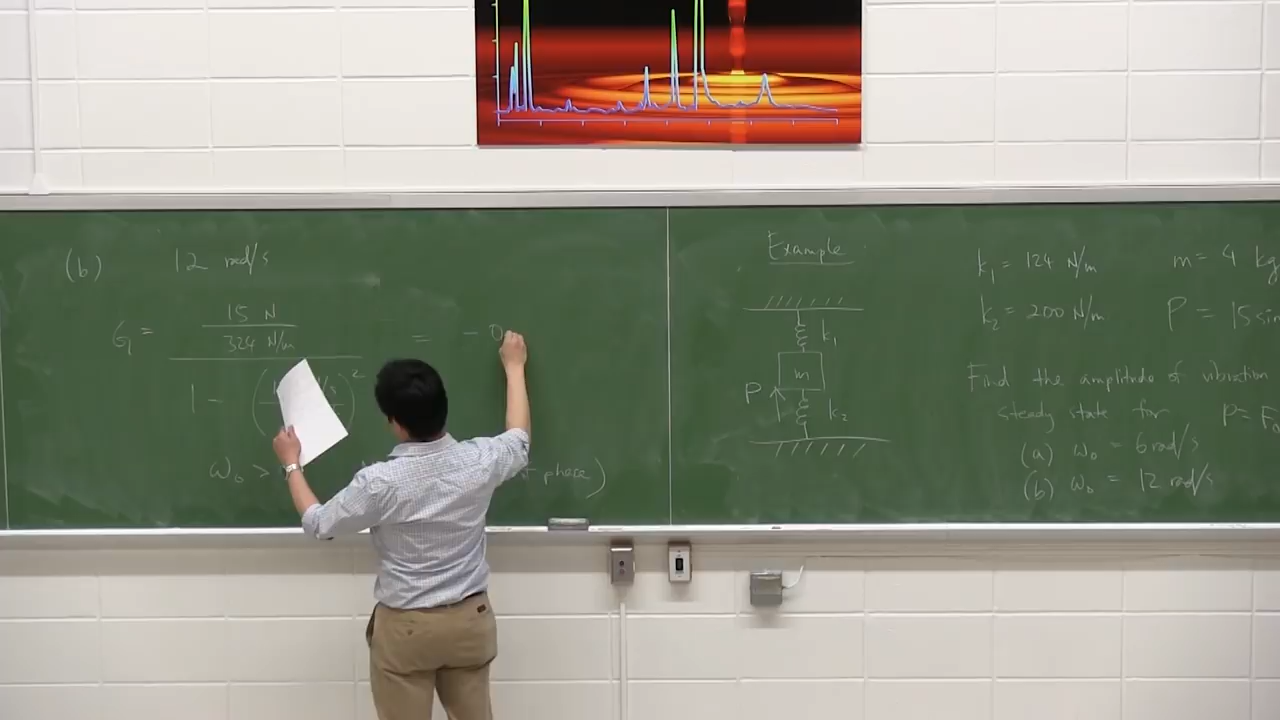 (b) 12 rad/s
G = 15 N
324 N/m
= - 0
1 - ( )²
ω₀ >
phase)
Example
k₁
m
P
k₂
k₁ = 124 N/m m = 4 kg
k₂ = 200 N/m P = 15 sin
Find the amplitude of vibration
steady state for P = F₀
(a) ω₀ = 6 rad/s
(b) ω₀ = 12 rad/s